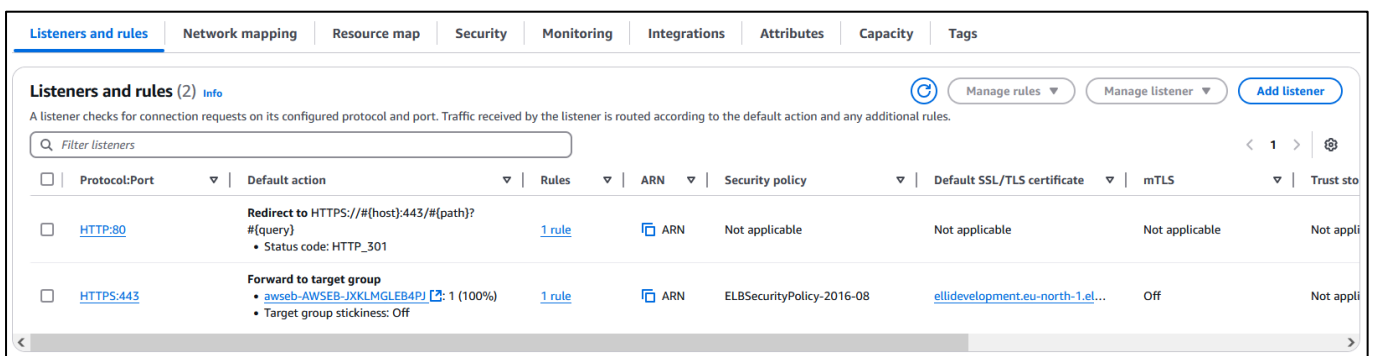 Listeners and rules Network mapping Resource map Security Monitoring Integrations Attributes Capacity Tags
Listeners and rules (2) Info
Manage rules Manage listener Add listener
A listener checks for connection requests on its configured protocol and port. Traffic received by the listener is routed according to the default action and any additional rules.
Filter listeners
1
Protocol:Port Default action Rules ARN Security policy Default SSL/TLS certificate mTLS Trust sto
Redirect to HTTPS://#{host}:443/#{path}?
HTTP:80 #{query} 1 rule ARN Not applicable Not applicable Not applicable Not appli
• Status code: HTTP_301
Forward to target group
HTTPS:443 • awseb-AWSEB-JXKLMGLEB4PJ: 1 (100%) 1 rule ARN ELBSecurityPolicy-2016-08 ellidevelopment.eu-north-1.el... Off Not appli
• Target group stickiness: Off